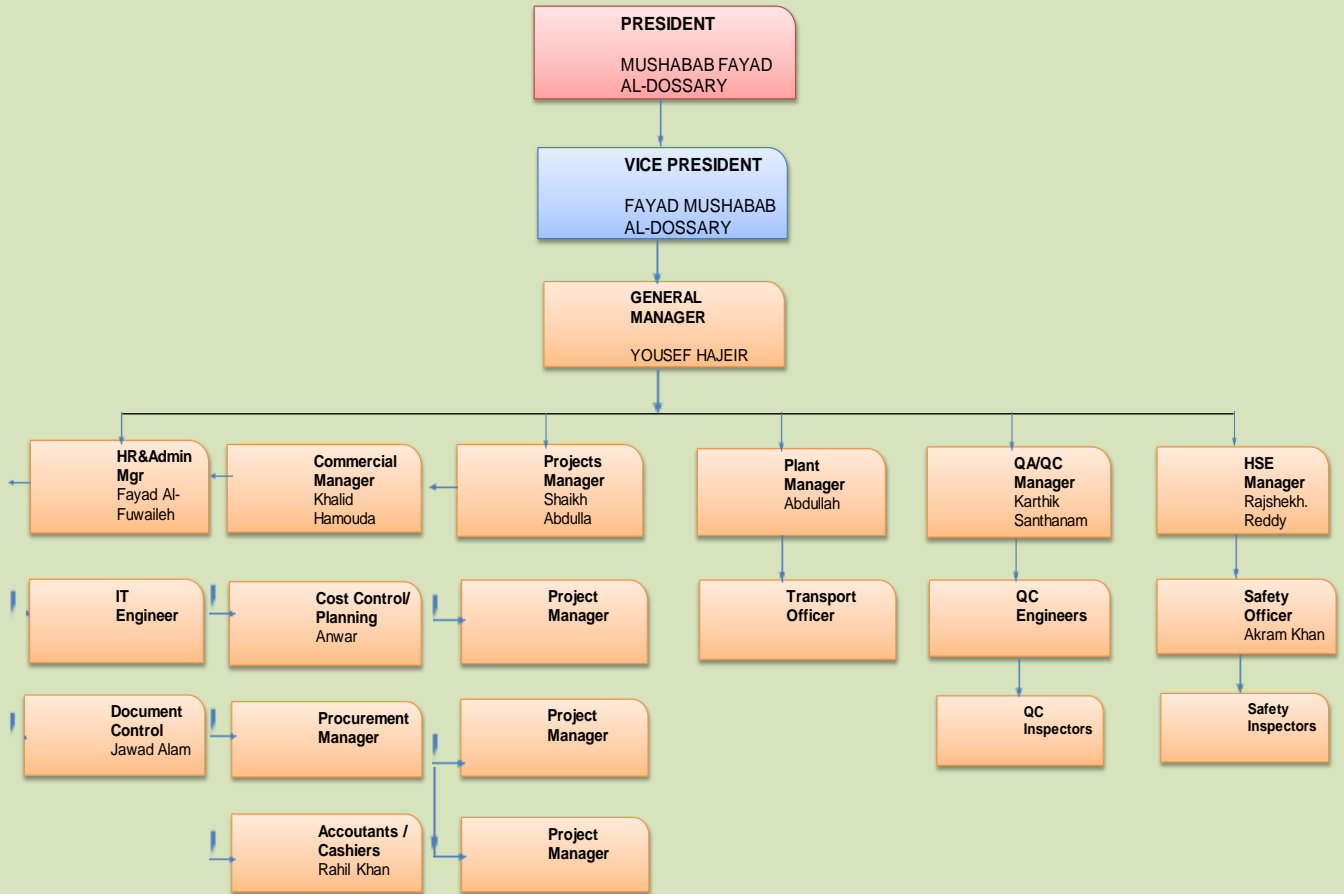 PRESIDENT
MUSHABAB FAYAD
AL-DOSSARY
VICE PRESIDENT
FAYAD MUSHABAB
AL-DOSSARY
GENERAL
MANAGER
YOUSEF HAJEIR
HR&Admin
Mgr
Fayad Al-
Fuwaileh
Commercial
Manager
Khalid
Hamouda
Projects
Manager
Shaikh
Abdulla
Plant
Manager
Abdullah
QA/QC
Manager
Karthik
Santhanam
HSE
Manager
Rajshekh.
Reddy
IT
Engineer
Cost Control/
Planning
Anwar
Project
Manager
Transport
Officer
QC
Engineers
Safety
Officer
Akram Khan
Document
Control
Jawad Alam
Procurement
Manager
Project
Manager
QC
Inspectors
Safety
Inspectors
Accoutants /
Cashiers
Rahil Khan
Project
Manager